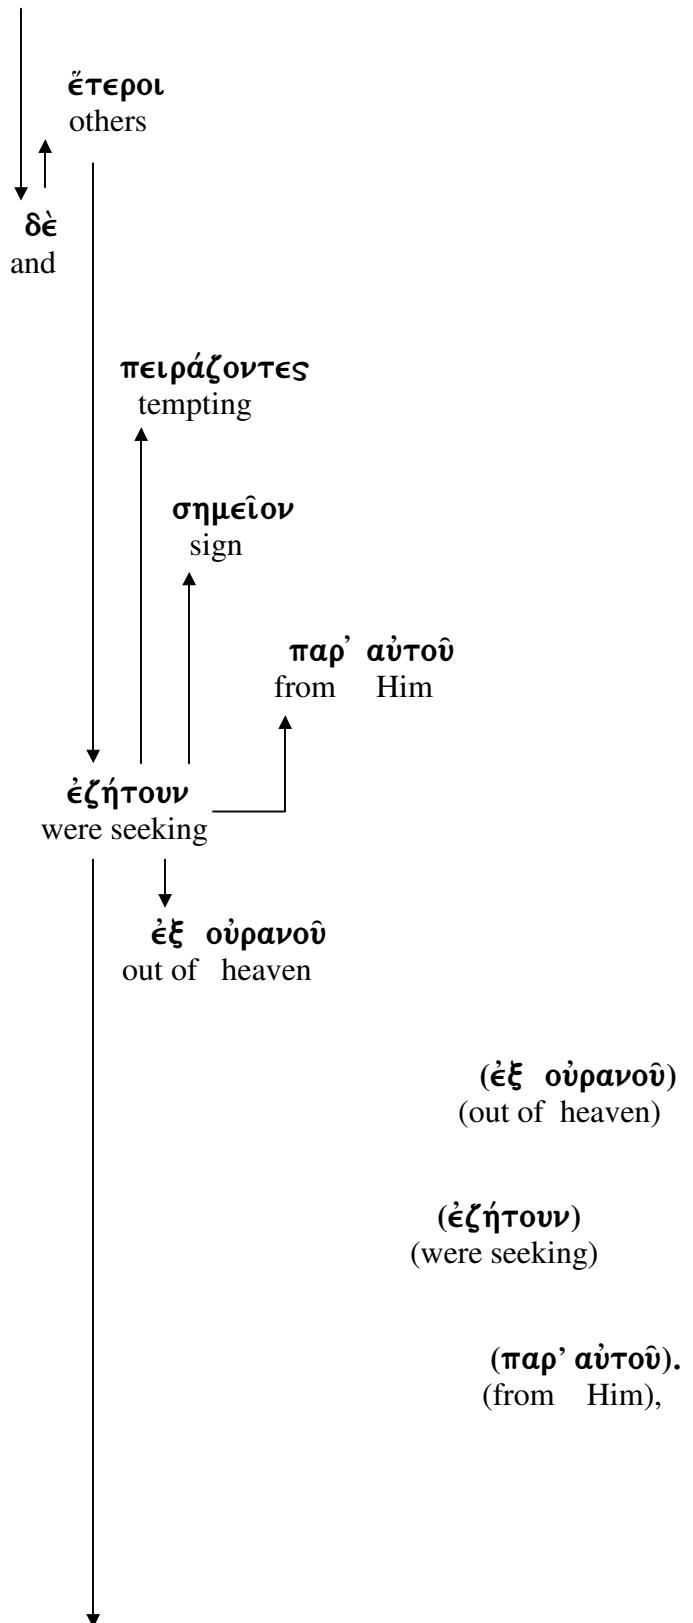 ἕτεροι
others
δὲ
and
πειράζοντες
tempting
σημεῖον
sign
παρ’ αὐτοῦ
from Him
ἐζήτουν
were seeking
ἐξ οὐρανοῦ
out of heaven
(ἐξ οὐρανοῦ)
(out of heaven)
(ἐζήτουν)
(were seeking)
(παρ’ αὐτοῦ).
(from Him),